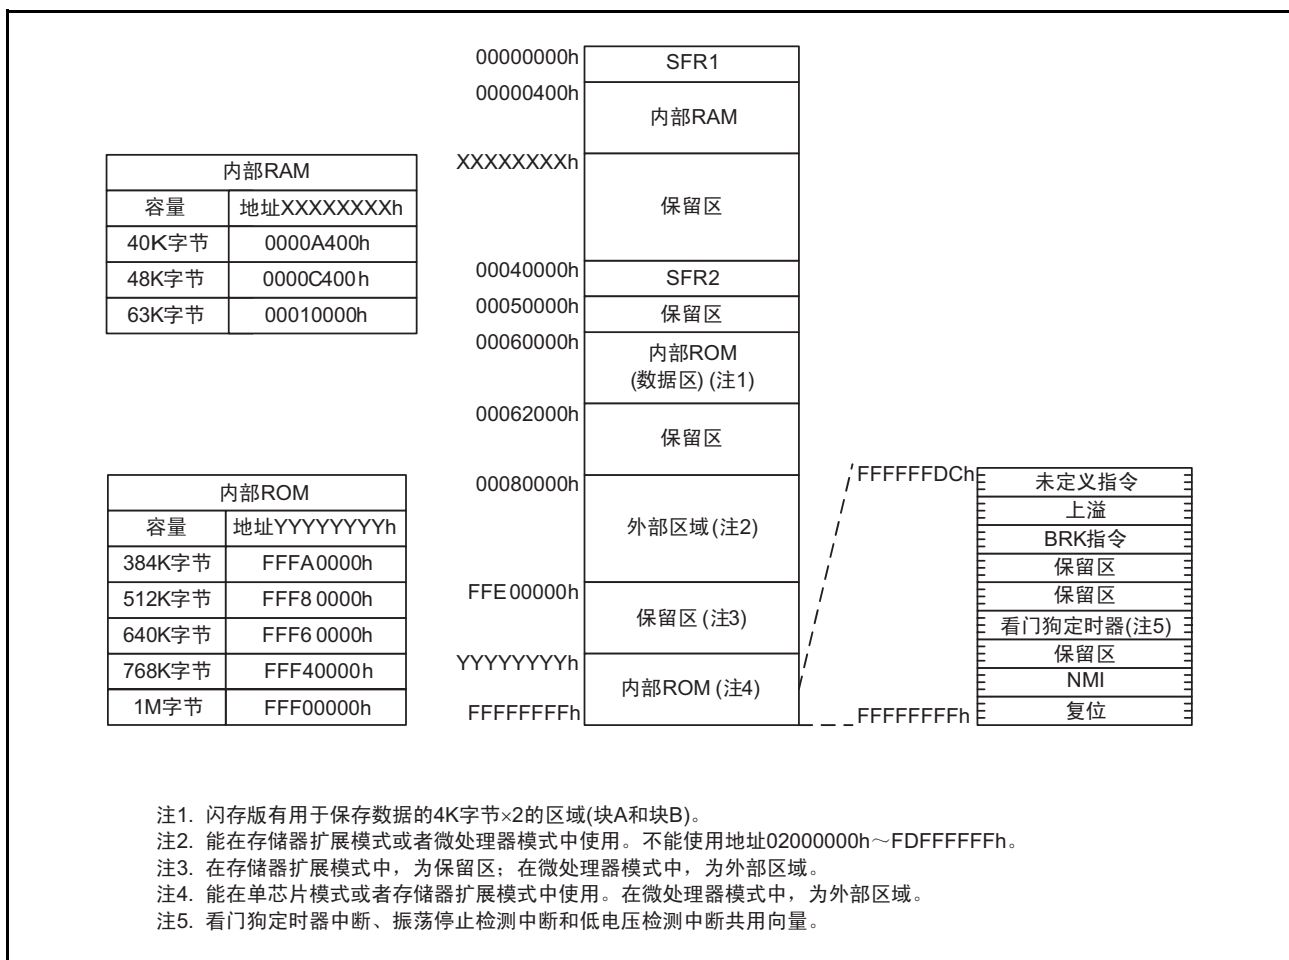 内部RAM
容量 地址XXXXXXXXh
40K字节 0000A400h
48K字节 0000C400h
63K字节 00010000h
内部ROM
容量 地址YYYYYYYYh
384K字节 FFFA0000h
512K字节 FFF80000h
640K字节 FFF60000h
768K字节 FFF40000h
1M字节 FFF00000h
00000000h SFR1
00000400h
内部RAM
XXXXXXXXh
保留区
00040000h SFR2
00050000h 保留区
00060000h 内部ROM
(数据区) (注1)
00062000h
保留区
00080000h
外部区域(注2)
FFE00000h
保留区(注3)
YYYYYYYYh
内部ROM (注4)
FFFFFFFFh
FFFFFFDCh 未定义指令
上溢
BRK指令
保留区
保留区
看门狗定时器(注5)
保留区
NMI
FFFFFFFFh 复位
注1. 闪存版有用于保存数据的4K字节×2的区域(块A和块B)。
注2. 能在存储器扩展模式或者微处理器模式中使用。不能使用地址02000000h～FDFFFFFFh。
注3. 在存储器扩展模式中，为保留区；在微处理器模式中，为外部区域。
注4. 能在单芯片模式或者存储器扩展模式中使用。在微处理器模式中，为外部区域。
注5. 看门狗定时器中断、振荡停止检测中断和低电压检测中断共用向量。